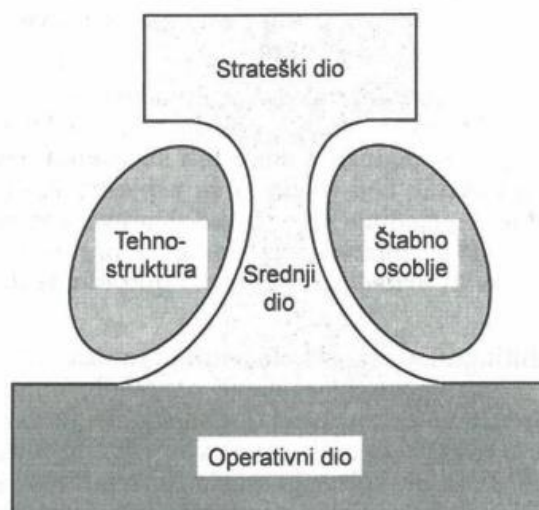 Strateški dio
Tehno-
struktura
Štabno
osoblje
Srednji
dio
Operativni dio